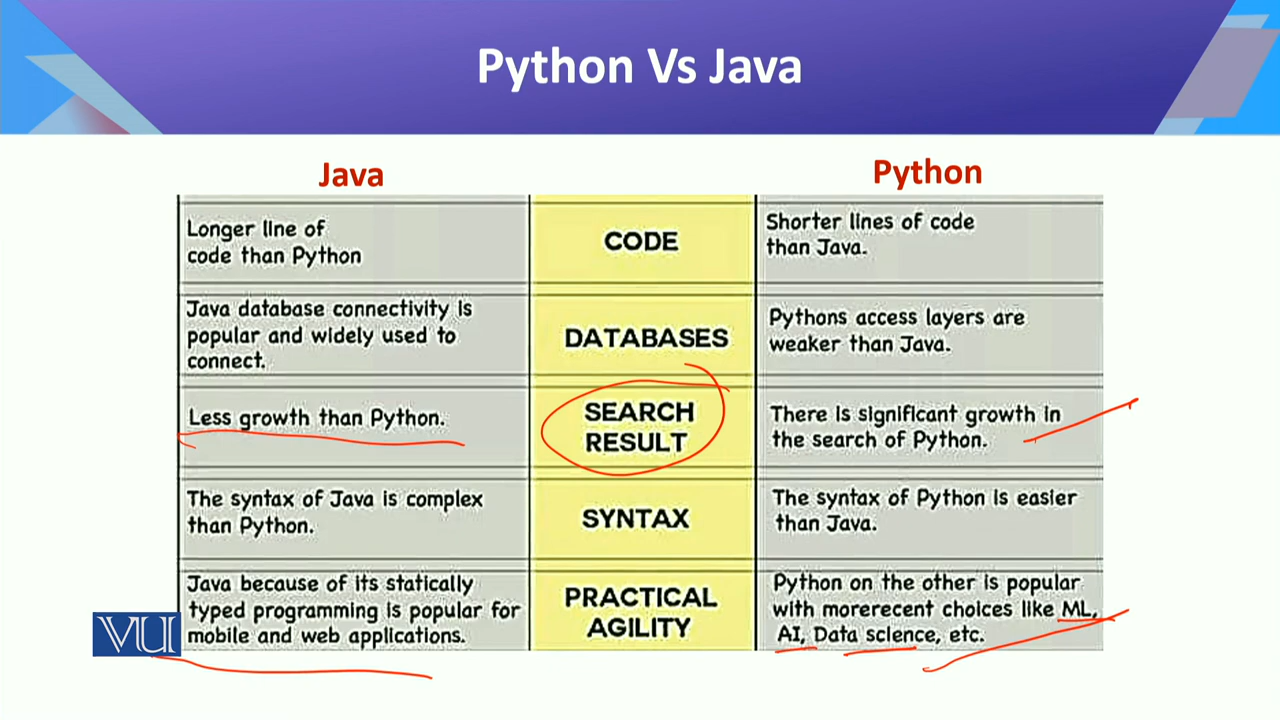 Python Vs Java
Java
Python
Longer line of
code than Python
CODE
Shorter lines of code
than Java.
Java database connectivity is
popular and widely used to
connect.
DATABASES
Pythons access layers are
weaker than Java.
Less growth than Python.
SEARCH
RESULT
There is significant growth in
the search of Python.
The syntax of Java is complex
than Python.
SYNTAX
The syntax of Python is easier
than Java.
Java because of its statically
typed programming is popular for
mobile and web applications.
PRACTICAL
AGILITY
Python on the other is popular
with morerecent choices like ML,
AI, Data science, etc.
VU